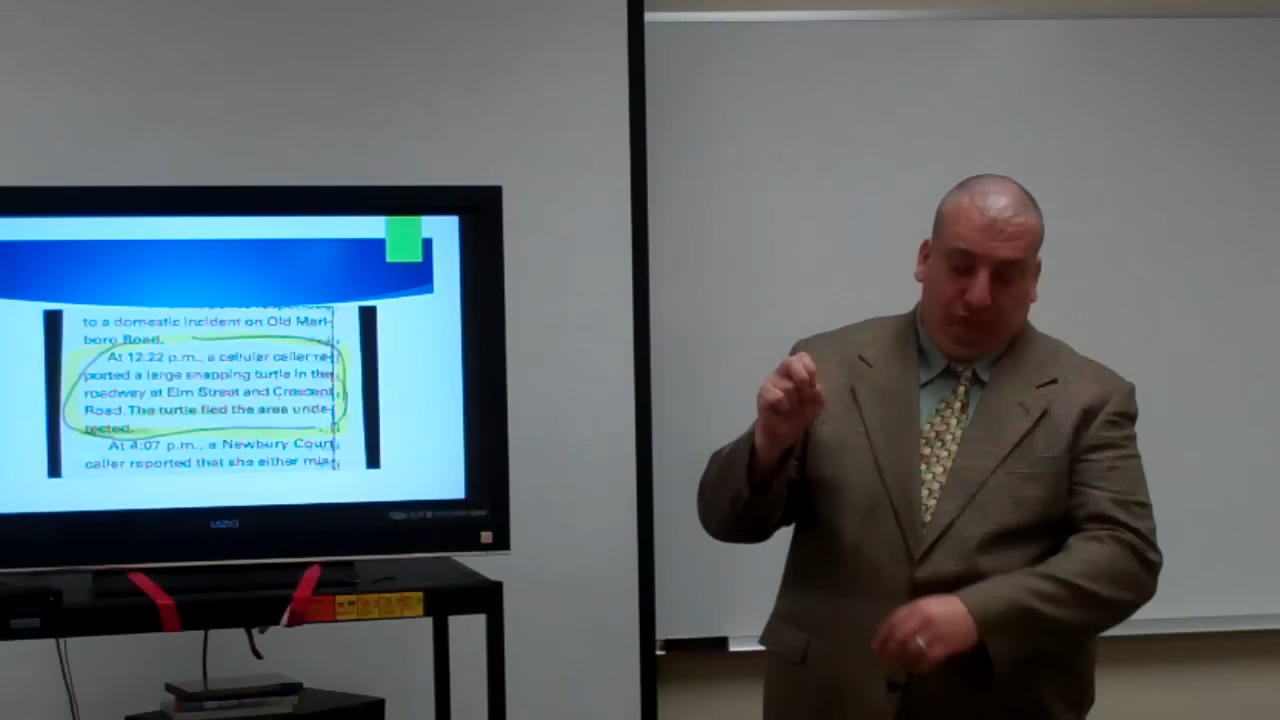 to a domestic incident on Old Marl-
boro Road.
At 12:22 p.m., a cellular caller re-
ported a large snapping turtle in the
roadway at Elm Street and Crescent
Road. The turtle fled the area unde-
tected.
At 4:07 p.m., a Newbury Court
caller reported that she either mis-
VIZIO